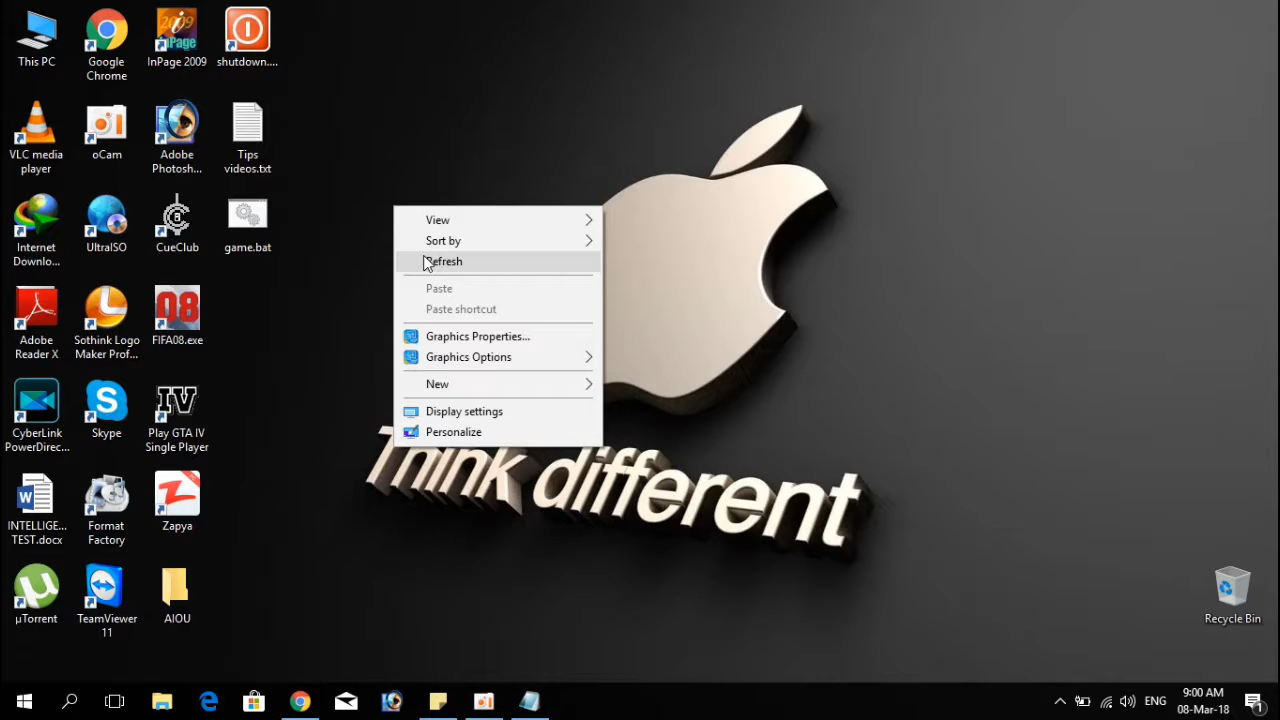 This PC
Google
Chrome
InPage 2009
shutdown....
VLC media
player
oCam
Adobe
Photosh...
Tips
videos.txt
Internet
Downlo...
UltraISO
CueClub
game.bat
Adobe
Reader X
Sothink Logo
Maker Prof...
FIFA08.exe
CyberLink
PowerDirec...
Skype
Play GTA IV
Single Player
INTELLIGE...
TEST.docx
Format
Factory
Zapya
µTorrent
TeamViewer
11
AIOU
View
Sort by
Refresh
Paste
Paste shortcut
Graphics Properties...
Graphics Options
New
Display settings
Personalize
Think different
Recycle Bin
ENG
9:00 AM
08-Mar-18
1